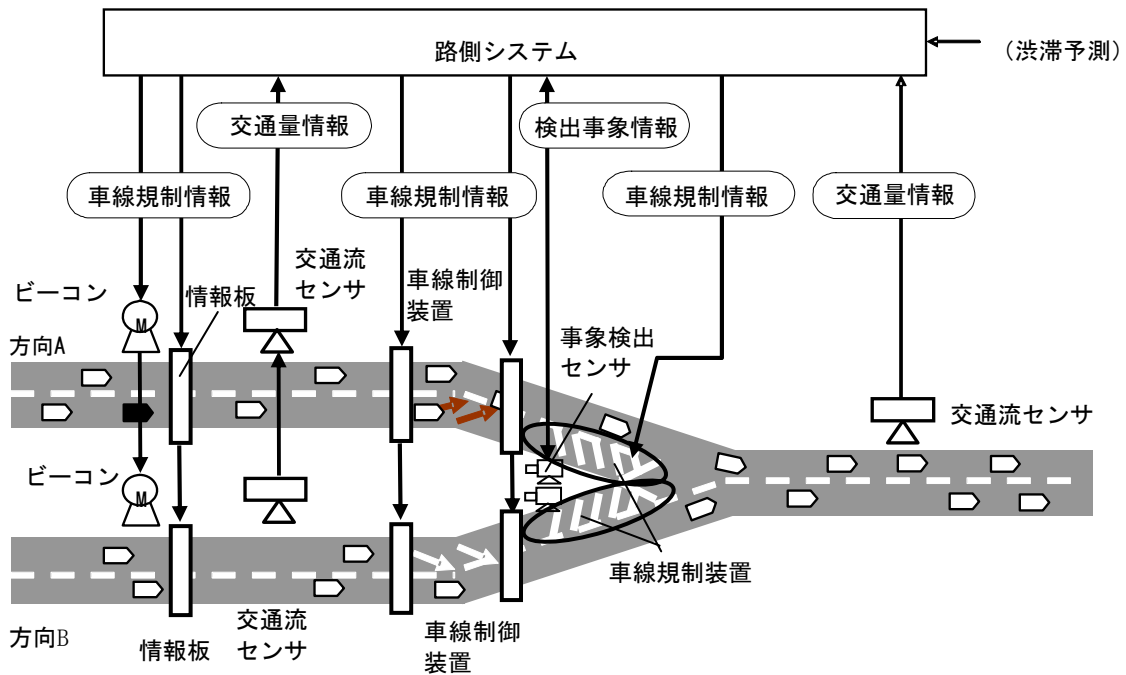 路側システム
(渋滞予測)
交通量情報
検出事象情報
車線規制情報
車線規制情報
車線規制情報
交通量情報
ビーコン
情報板
交通流
センサ
車線制御
装置
事象検出
センサ
M
方向A
交通流センサ
ビーコン
M
車線規制装置
方向B
情報板
交通流
センサ
車線制御
装置